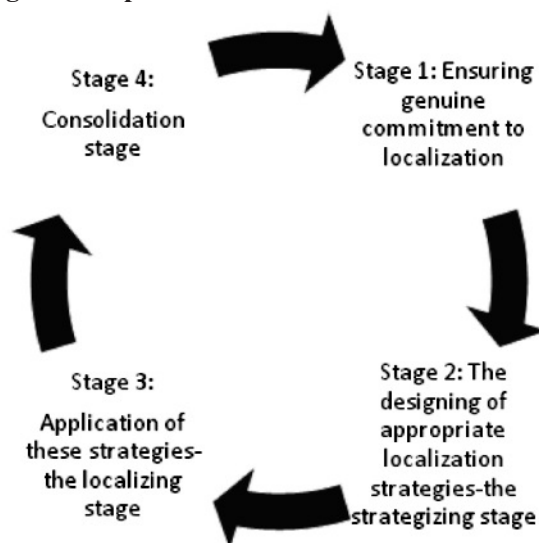 Stage 1: Ensuring
genuine
commitment to
localization
Stage 2: The
designing of
appropriate
localization
strategies-the
strategizing stage
Stage 3:
Application of
these strategies-
the localizing
stage
Stage 4:
Consolidation
stage